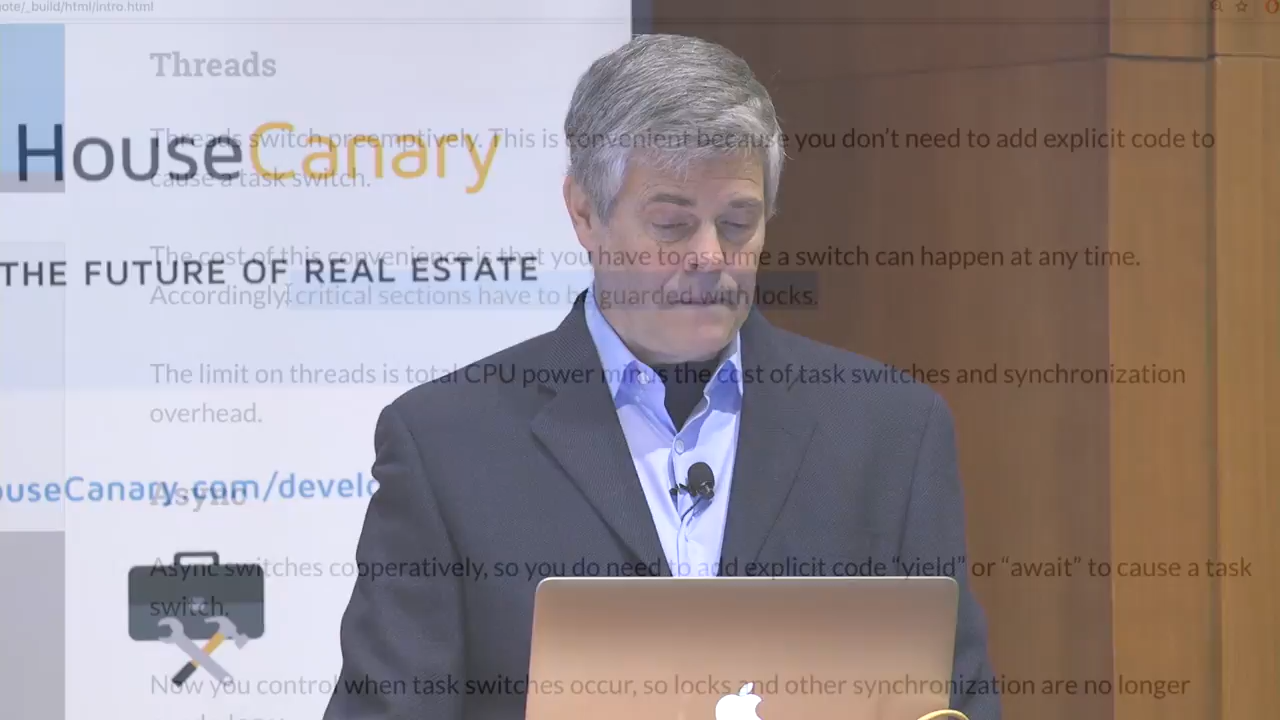 ote/_build/html/intro.html
Threads
HouseCanary
Threads switch preemptively. This is convenient because you don't need to add explicit code to
cause a task switch.
The cost of this convenience is that you have to assume a switch can happen at any time.
THE FUTURE OF REAL ESTATE
Accordingly critical sections have to be guarded with locks.
The limit on threads is total CPU power minus the cost of task switches and synchronization
overhead.
ouseCanary.com/develo
Async
Async switches cooperatively, so you do need to add explicit code “yield” or “await” to cause a task
switch.
Now you control when task switches occur, so locks and other synchronization are no longer